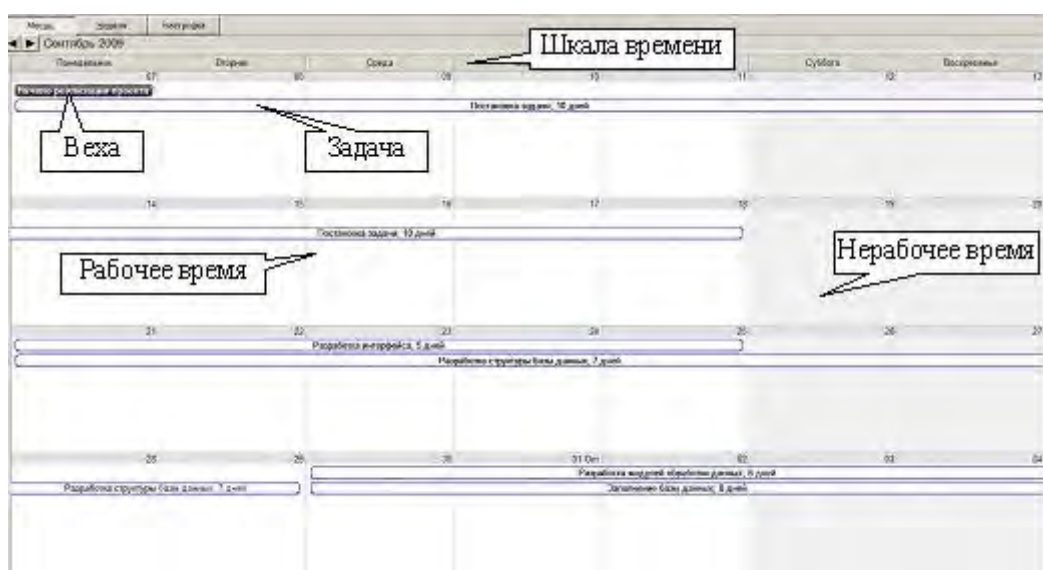 Месяц Неделя Настройка
Сентябрь 2009
Шкала времени
Понедельник Вторник Среда Суббота Воскресенье
07 08 09 10 11 12 13
Начало реализации проекта
Постановка задачи, 10 дней
Веха
Задача
14 15 16 17 18 19 20
Постановка задачи, 10 дней
Рабочее время
Нерабочее время
21 22 23 24 25 26 27
Разработка интерфейса, 5 дней
Разработка структуры базы данных, 7 дней
28 29 30 01 Окт 02 03 04
Разработка модулей обработки данных, 8 дней
Разработка структуры базы данных, 7 дней
Заполнение базы данных, 8 дней